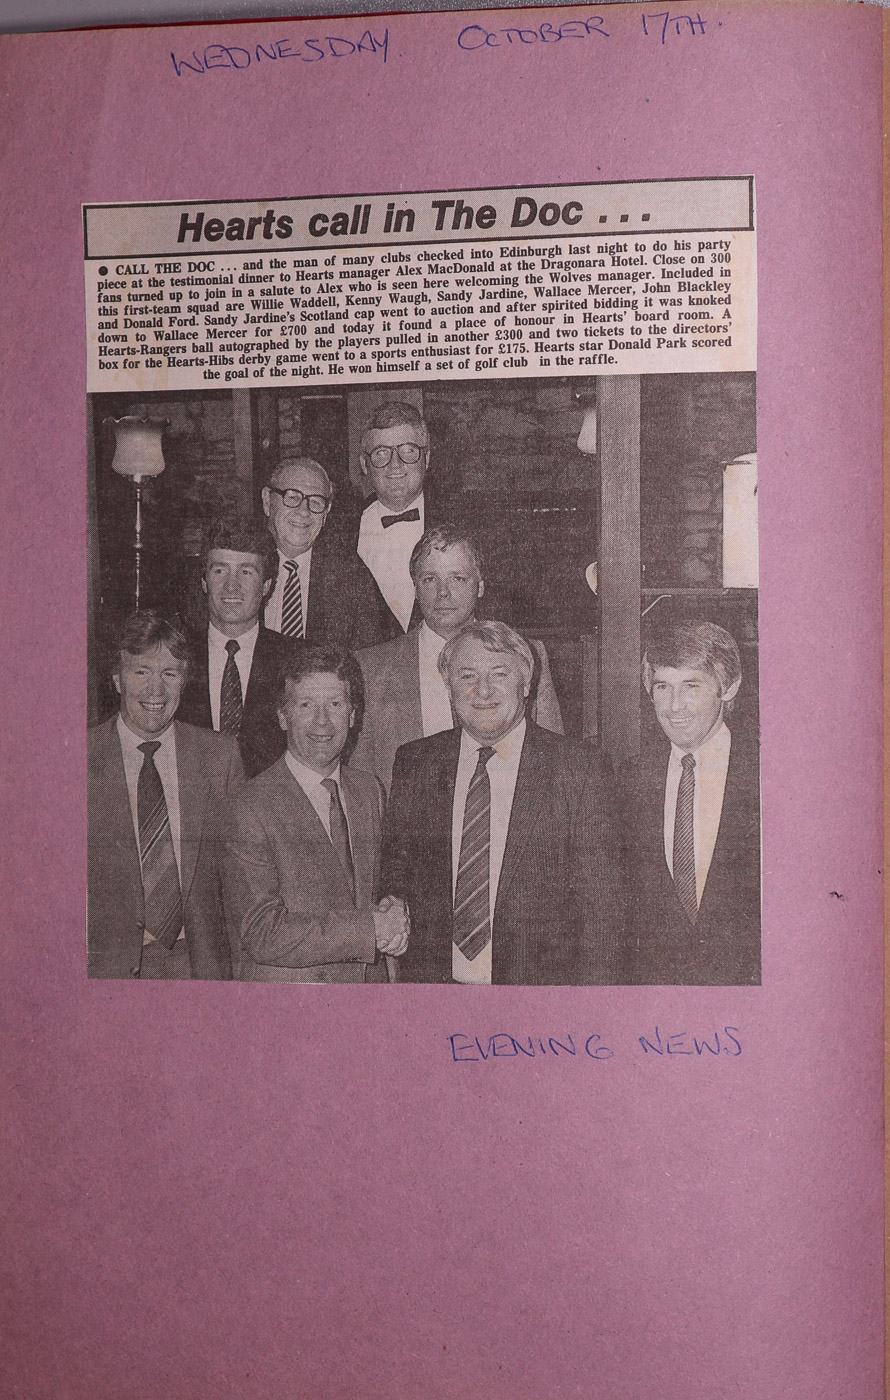 WEDNESDAY OCTOBER 17TH.
Hearts call in The Doc ...
● CALL THE DOC ... and the man of many clubs checked into Edinburgh last night to do his party
piece at the testimonial dinner to Hearts manager Alex MacDonald at the Dragonara Hotel. Close on 300
fans turned up to join in a salute to Alex who is seen here welcoming the Wolves manager. Included in
this first-team squad are Willie Waddell, Kenny Waugh, Sandy Jardine, Wallace Mercer, John Blackley
and Donald Ford. Sandy Jardine's Scotland cap went to auction and after spirited bidding it was knoked
down to Wallace Mercer for £700 and today it found a place of honour in Hearts' board room. A
Hearts-Rangers ball autographed by the players pulled in another £300 and two tickets to the directors'
box for the Hearts-Hibs derby game went to a sports enthusiast for £175. Hearts star Donald Park scored
the goal of the night. He won himself a set of golf club in the raffle.
EVENING NEWS